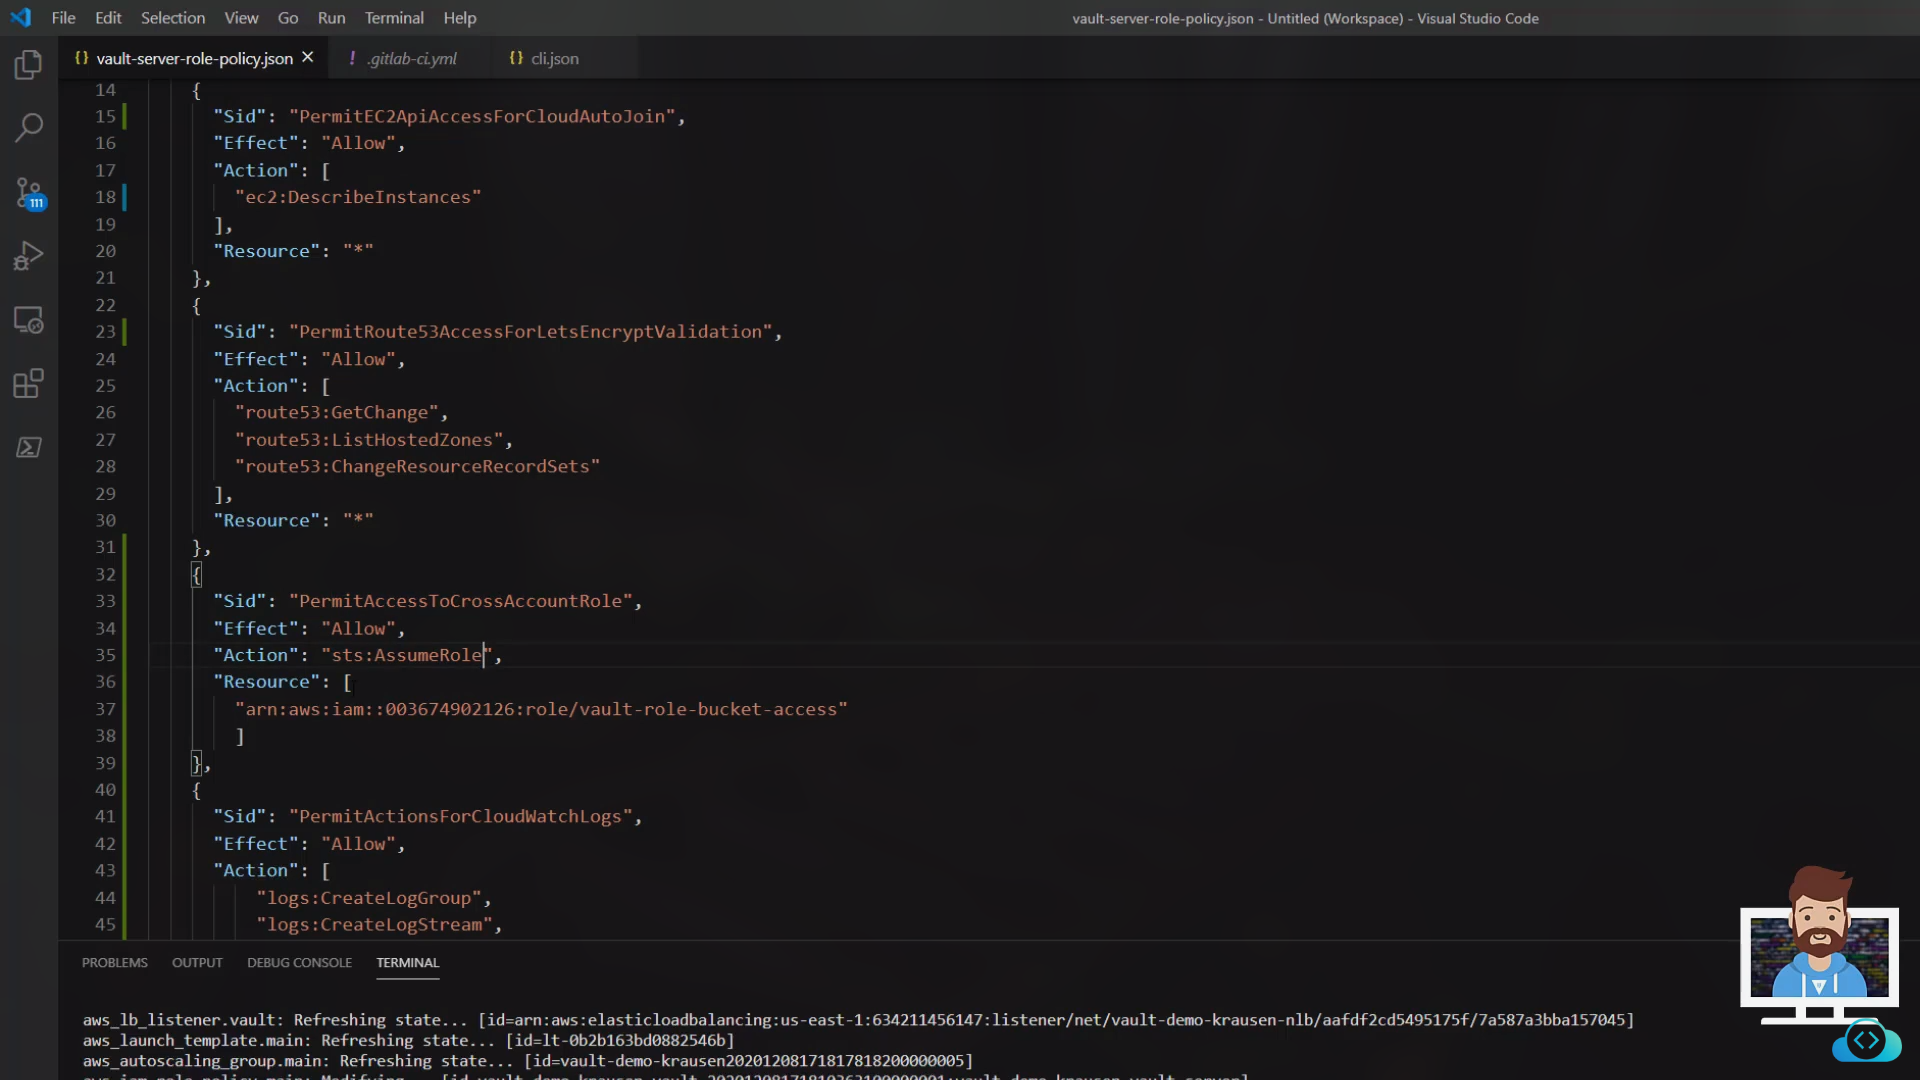 File Edit Selection View Go Run Terminal Help
vault-server-role-policy.json - Untitled (Workspace) - Visual Studio Code
{} vault-server-role-policy.json × ! .gitlab-ci.yml {} cli.json
14 {
15 "Sid": "PermitEC2ApiAccessForCloudAutoJoin",
16 "Effect": "Allow",
17 "Action": [
18 "ec2:DescribeInstances"
19 ],
20 "Resource": "*"
21 },
22 {
23 "Sid": "PermitRoute53AccessForLetsEncryptValidation",
24 "Effect": "Allow",
25 "Action": [
26 "route53:GetChange",
27 "route53:ListHostedZones",
28 "route53:ChangeResourceRecordSets"
29 ],
30 "Resource": "*"
31 },
32 {
33 "Sid": "PermitAccessToCrossAccountRole",
34 "Effect": "Allow",
35 "Action": "sts:AssumeRole",
36 "Resource": [
37 "arn:aws:iam::003674902126:role/vault-role-bucket-access"
38 ]
39 },
40 {
41 "Sid": "PermitActionsForCloudWatchLogs",
42 "Effect": "Allow",
43 "Action": [
44 "logs:CreateLogGroup",
45 "logs:CreateLogStream",
111
PROBLEMS OUTPUT DEBUG CONSOLE TERMINAL
aws_lb_listener.vault: Refreshing state... [id=arn:aws:elasticloadbalancing:us-east-1:634211456147:listener/net/vault-demo-krausen-nlb/aafdf2cd5495175f/7a587a3bba157045]
aws_launch_template.main: Refreshing state... [id=lt-0b2b163bd0882546b]
aws_autoscaling_group.main: Refreshing state... [id=vault-demo-krausen20201208171817818200000005]